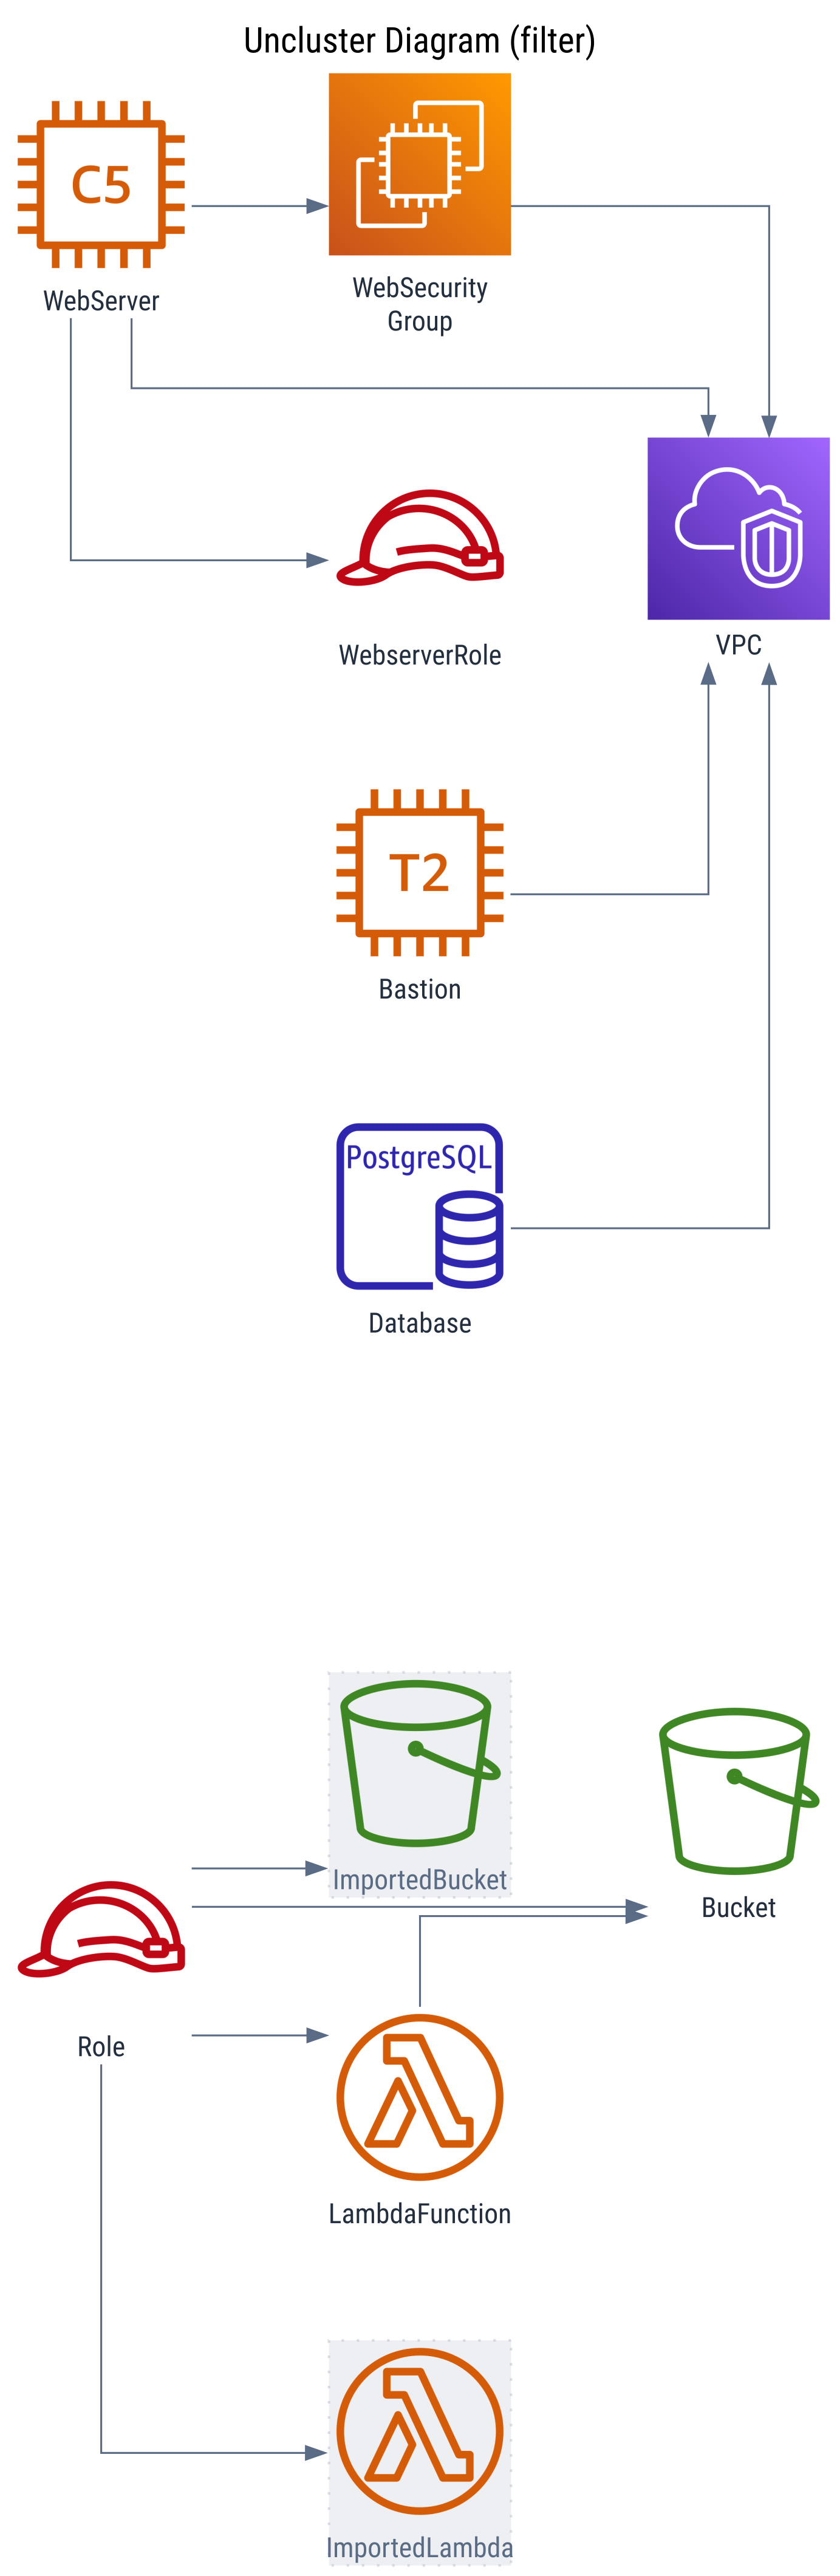 Uncluster Diagram (filter)
C5
WebServer
WebSecurity
Group
WebserverRole
VPC
T2
Bastion
PostgreSQL
Database
ImportedBucket
Bucket
Role
LambdaFunction
ImportedLambda